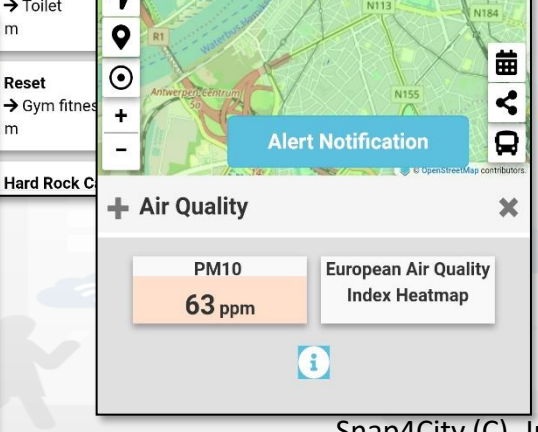 → Toilet
m
Reset
→ Gym fitnes
m
Hard Rock C
N113
N184
R1
Antwerpen-Centrum
N155
+
−
Alert Notification
© OpenStreetMap contributors.
+ Air Quality
×
PM10
63 ppm
European Air Quality
Index Heatmap
i
Snap4City (C),